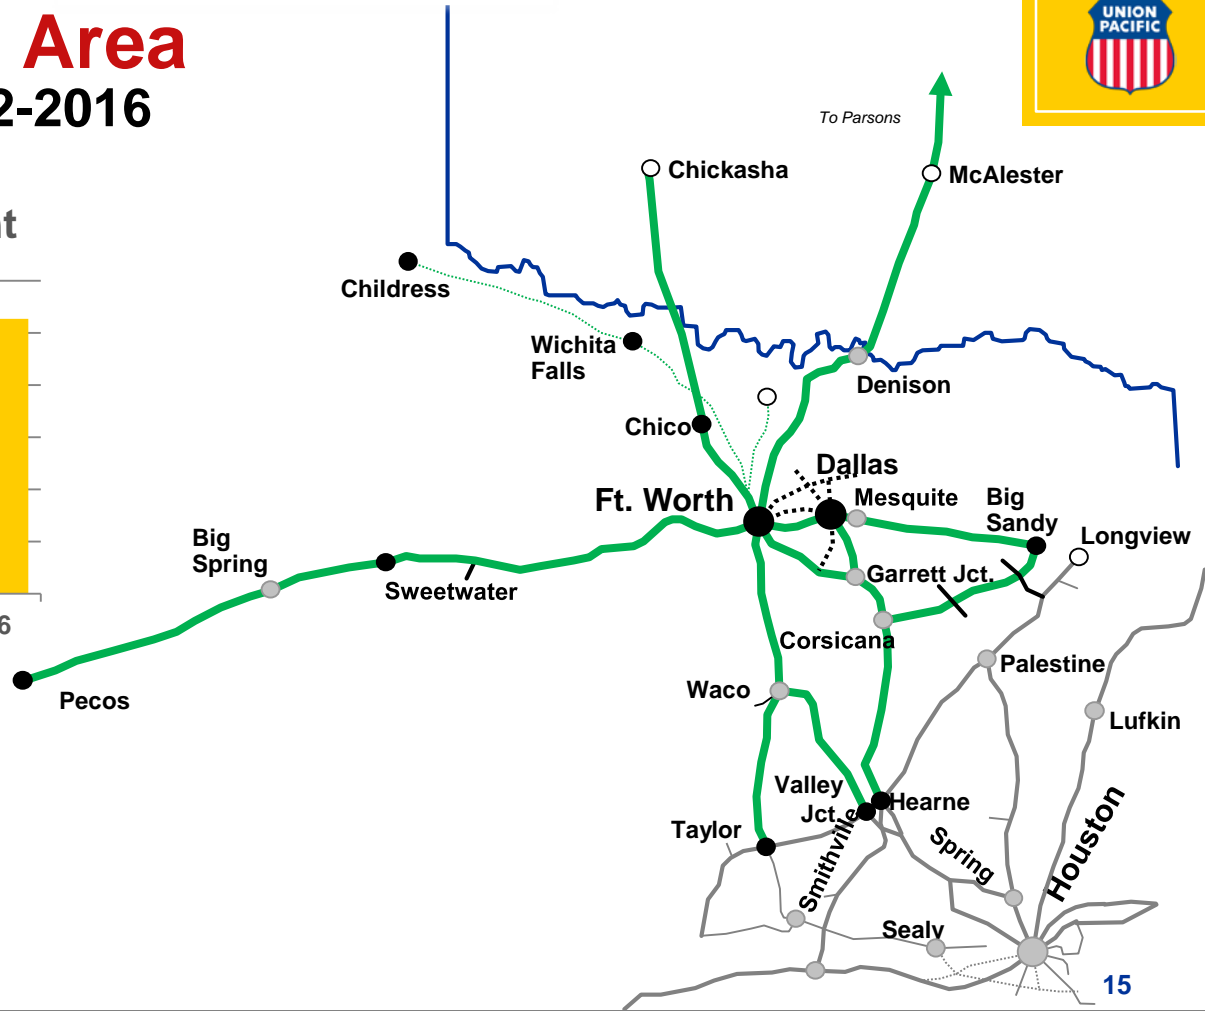 Area
2-2016
UNION
PACIFIC
To Parsons
Chickasha
McAlester
t
Childress
Wichita
Falls
Denison
Chico
Dallas
Ft. Worth
Mesquite
Big
Sandy
Longview
Big
Spring
Sweetwater
Garrett Jct.
6
Corsicana
Palestine
Pecos
Waco
Lufkin
Valley
Jct.
Hearne
Taylor
Smithville
Spring
Houston
Sealy
15